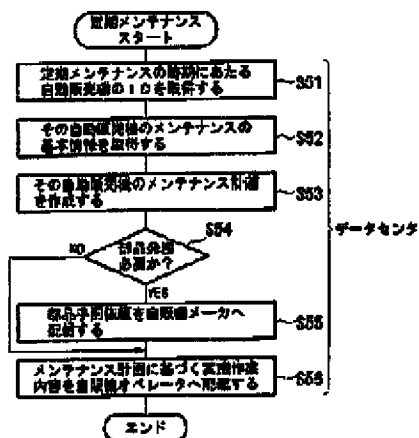 定期メンテナンス
スタート
定期メンテナンスの時期にあたる
自動販売機のIDを取得する
S51
その自動販売機のメンテナンスの
基本情報を取得する
S52
その自動販売機のメンテナンス計画
を作成する
S53
S54
部品発注
必要か?
NO
YES
データセンタ
部品手配依頼を自販機メーカへ
配信する
S55
メンテナンス計画に基づく実施作業
内容を自販機オペレータへ配信する
S56
エンド